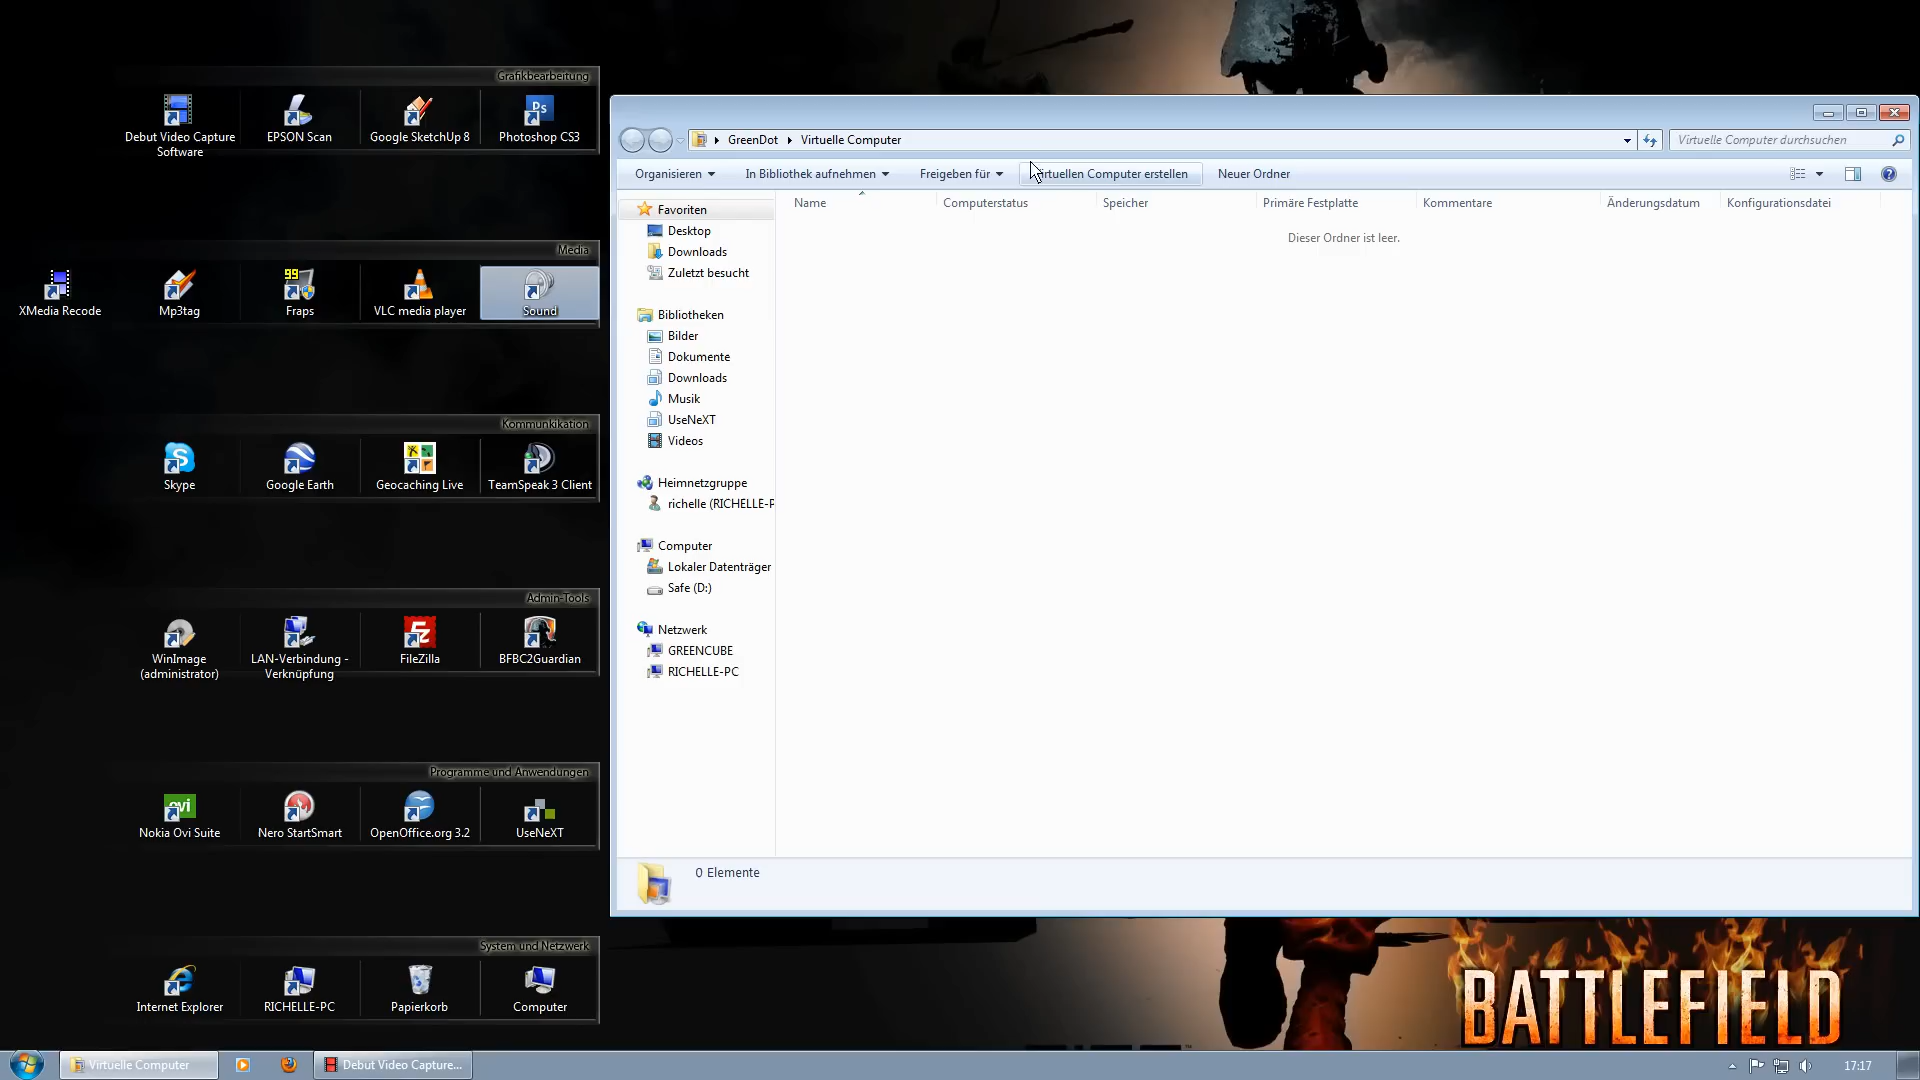 Grafikbearbeitung
Debut Video Capture
Software
EPSON Scan
Google SketchUp 8
Ps
Photoshop CS3
Media
XMedia Recode
Mp3tag
99
Fraps
VLC media player
Sound
Kommunkikation
Skype
Google Earth
Geocaching Live
TeamSpeak 3 Client
Admin-Tools
WinImage
(administrator)
LAN-Verbindung -
Verknüpfung
FileZilla
BFBC2Guardian
Programme und Anwendungen
ovi
Nokia Ovi Suite
Nero StartSmart
OpenOffice.org 3.2
UseNeXT
System und Netzwerk
Internet Explorer
RICHELLE-PC
Papierkorb
Computer
GreenDot
Virtuelle Computer
Virtuelle Computer durchsuchen
Organisieren
In Bibliothek aufnehmen
Freigeben für
rtuellen Computer erstellen
Neuer Ordner
Name
Computerstatus
Speicher
Primäre Festplatte
Kommentare
Änderungsdatum
Konfigurationsdatei
Dieser Ordner ist leer.
Favoriten
Desktop
Downloads
Zuletzt besucht
Bibliotheken
Bilder
Dokumente
Downloads
Musik
UseNeXT
Videos
Heimnetzgruppe
richelle (RICHELLE-P
Computer
Lokaler Datenträger
Safe (D:)
Netzwerk
GREENCUBE
RICHELLE-PC
0 Elemente
BATTLEFIELD
Virtuelle Computer
Debut Video Capture...
17:17